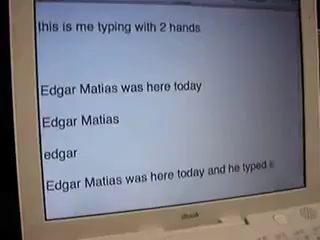 this is me typing with 2 hands
Edgar Matias was here today
Edgar Matias
edgar
Edgar Matias was here today and he typed
iBook